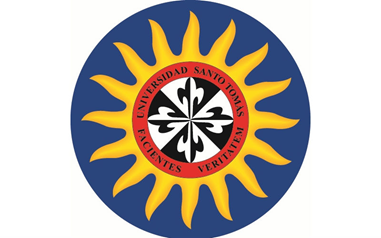 UNIVERSIDAD SANTO TOMÁS
FACIENTES VERITATEM